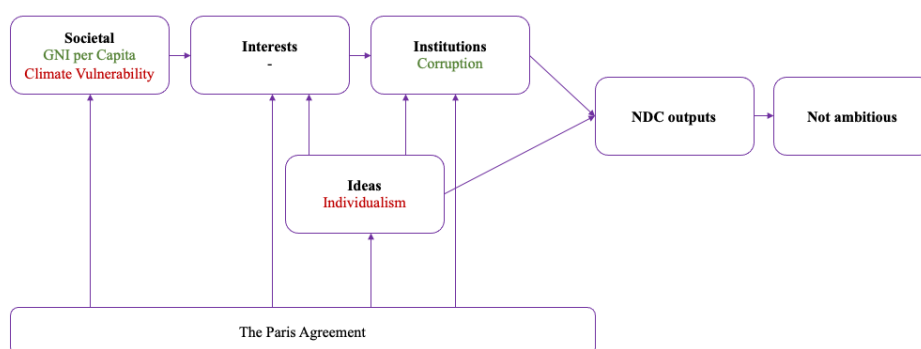 Societal
GNI per Capita
Climate Vulnerability
Interests
-
Institutions
Corruption
NDC outputs
Not ambitious
Ideas
Individualism
The Paris Agreement